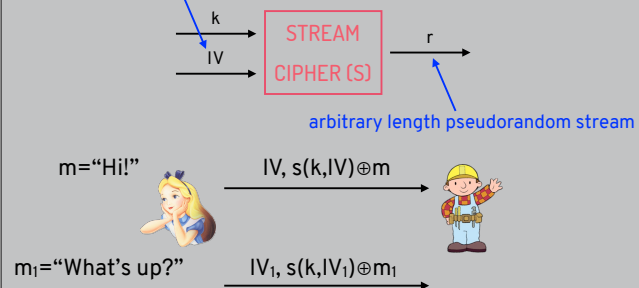 k
STREAM
r
IV
CIPHER (S)
arbitrary length pseudorandom stream
m=“Hi!”
IV, s(k,IV)⊕m
m₁=“What’s up?”
IV₁, s(k,IV₁)⊕m₁